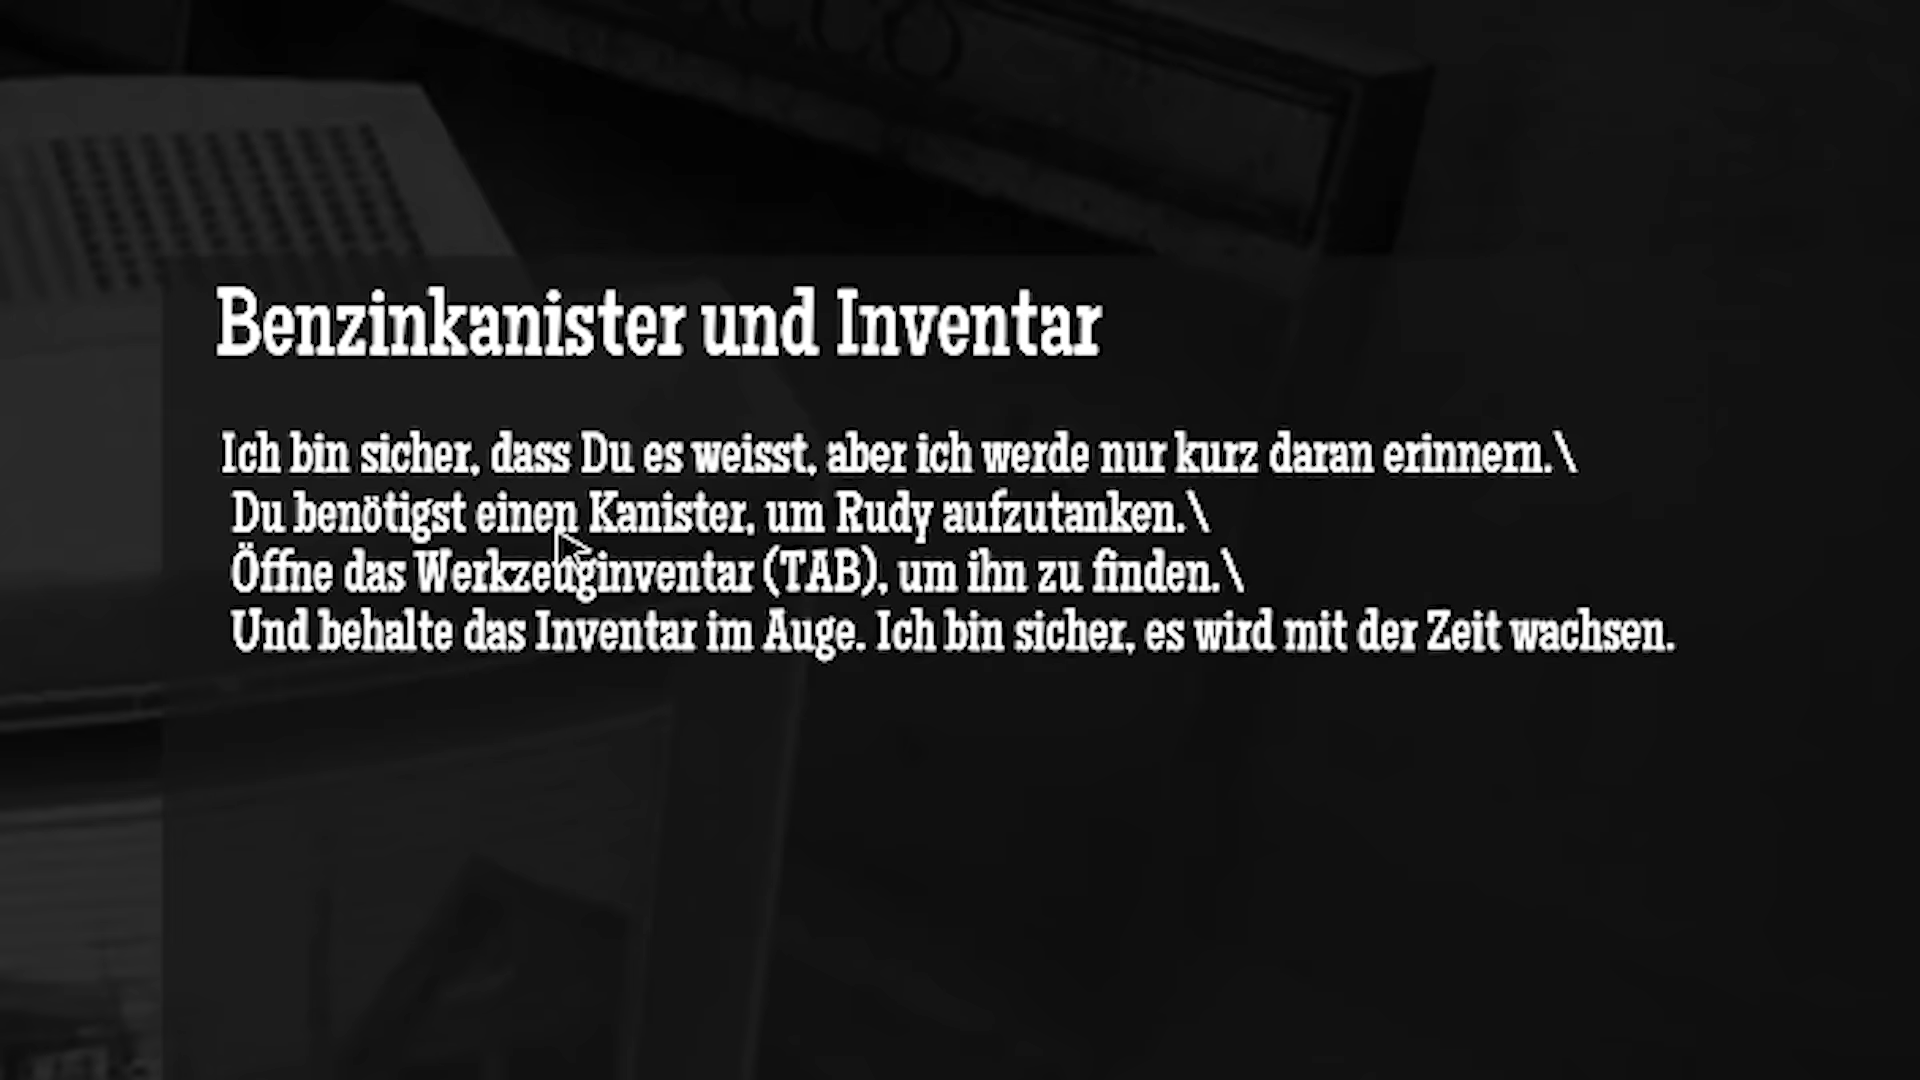 Benzinkanister und Inventar
Ich bin sicher, dass Du es weisst, aber ich werde nur kurz daran erinnern.\
Du benötigst einen Kanister, um Rudy aufzutanken.\
Öffne das Werkzeuginventar (TAB), um ihn zu finden.\
Und behalte das Inventar im Auge. Ich bin sicher, es wird mit der Zeit wachsen.